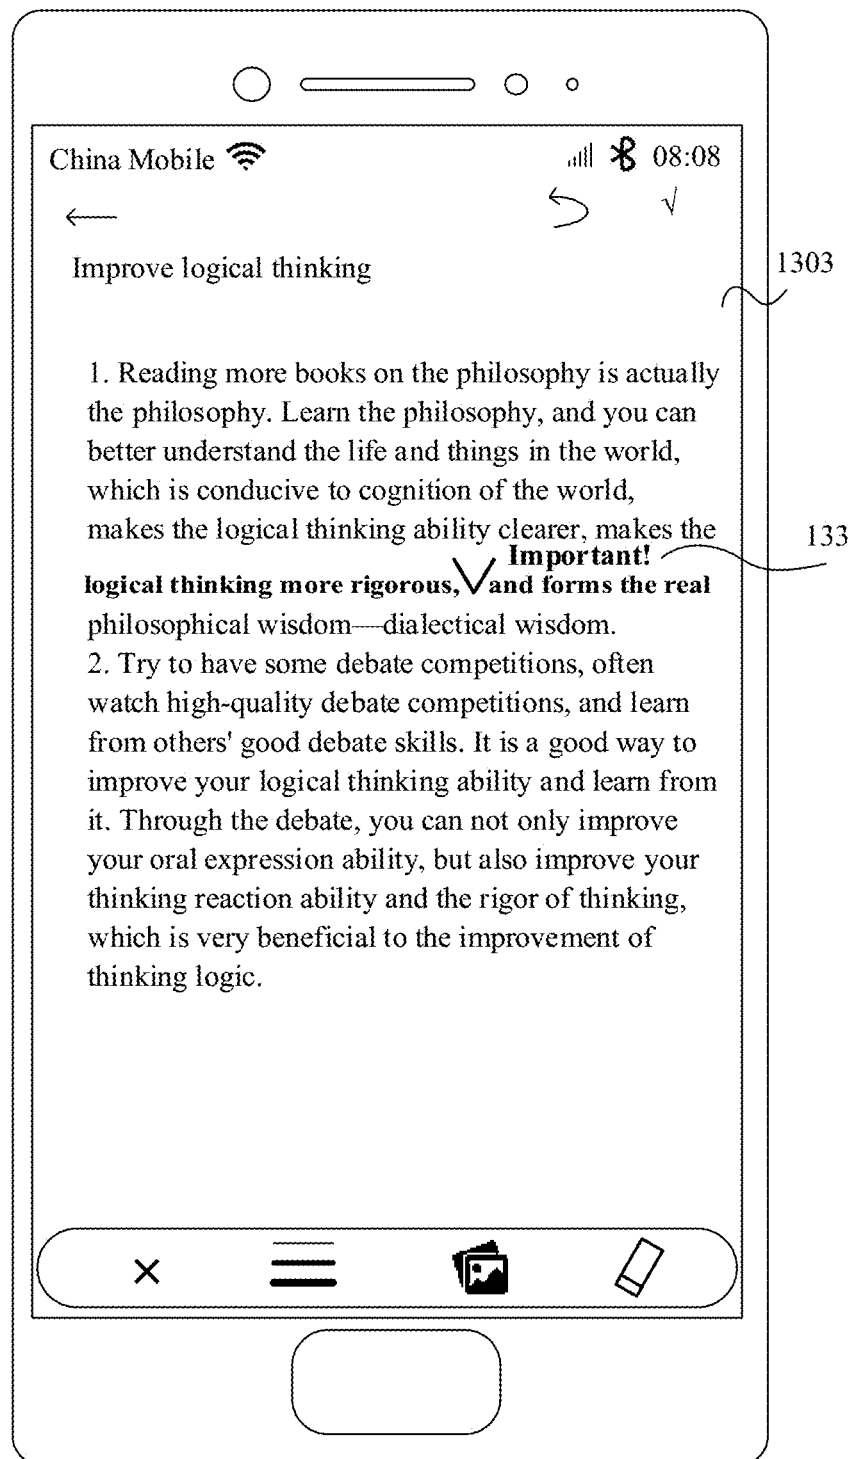 China Mobile 08:08
√
Improve logical thinking
1303
1. Reading more books on the philosophy is actually
the philosophy. Learn the philosophy, and you can
better understand the life and things in the world,
which is conducive to cognition of the world,
makes the logical thinking ability clearer, makes the
Important!
133
logical thinking more rigorous, and forms the real
philosophical wisdom—dialectical wisdom.
2. Try to have some debate competitions, often
watch high-quality debate competitions, and learn
from others' good debate skills. It is a good way to
improve your logical thinking ability and learn from
it. Through the debate, you can not only improve
your oral expression ability, but also improve your
thinking reaction ability and the rigor of thinking,
which is very beneficial to the improvement of
thinking logic.